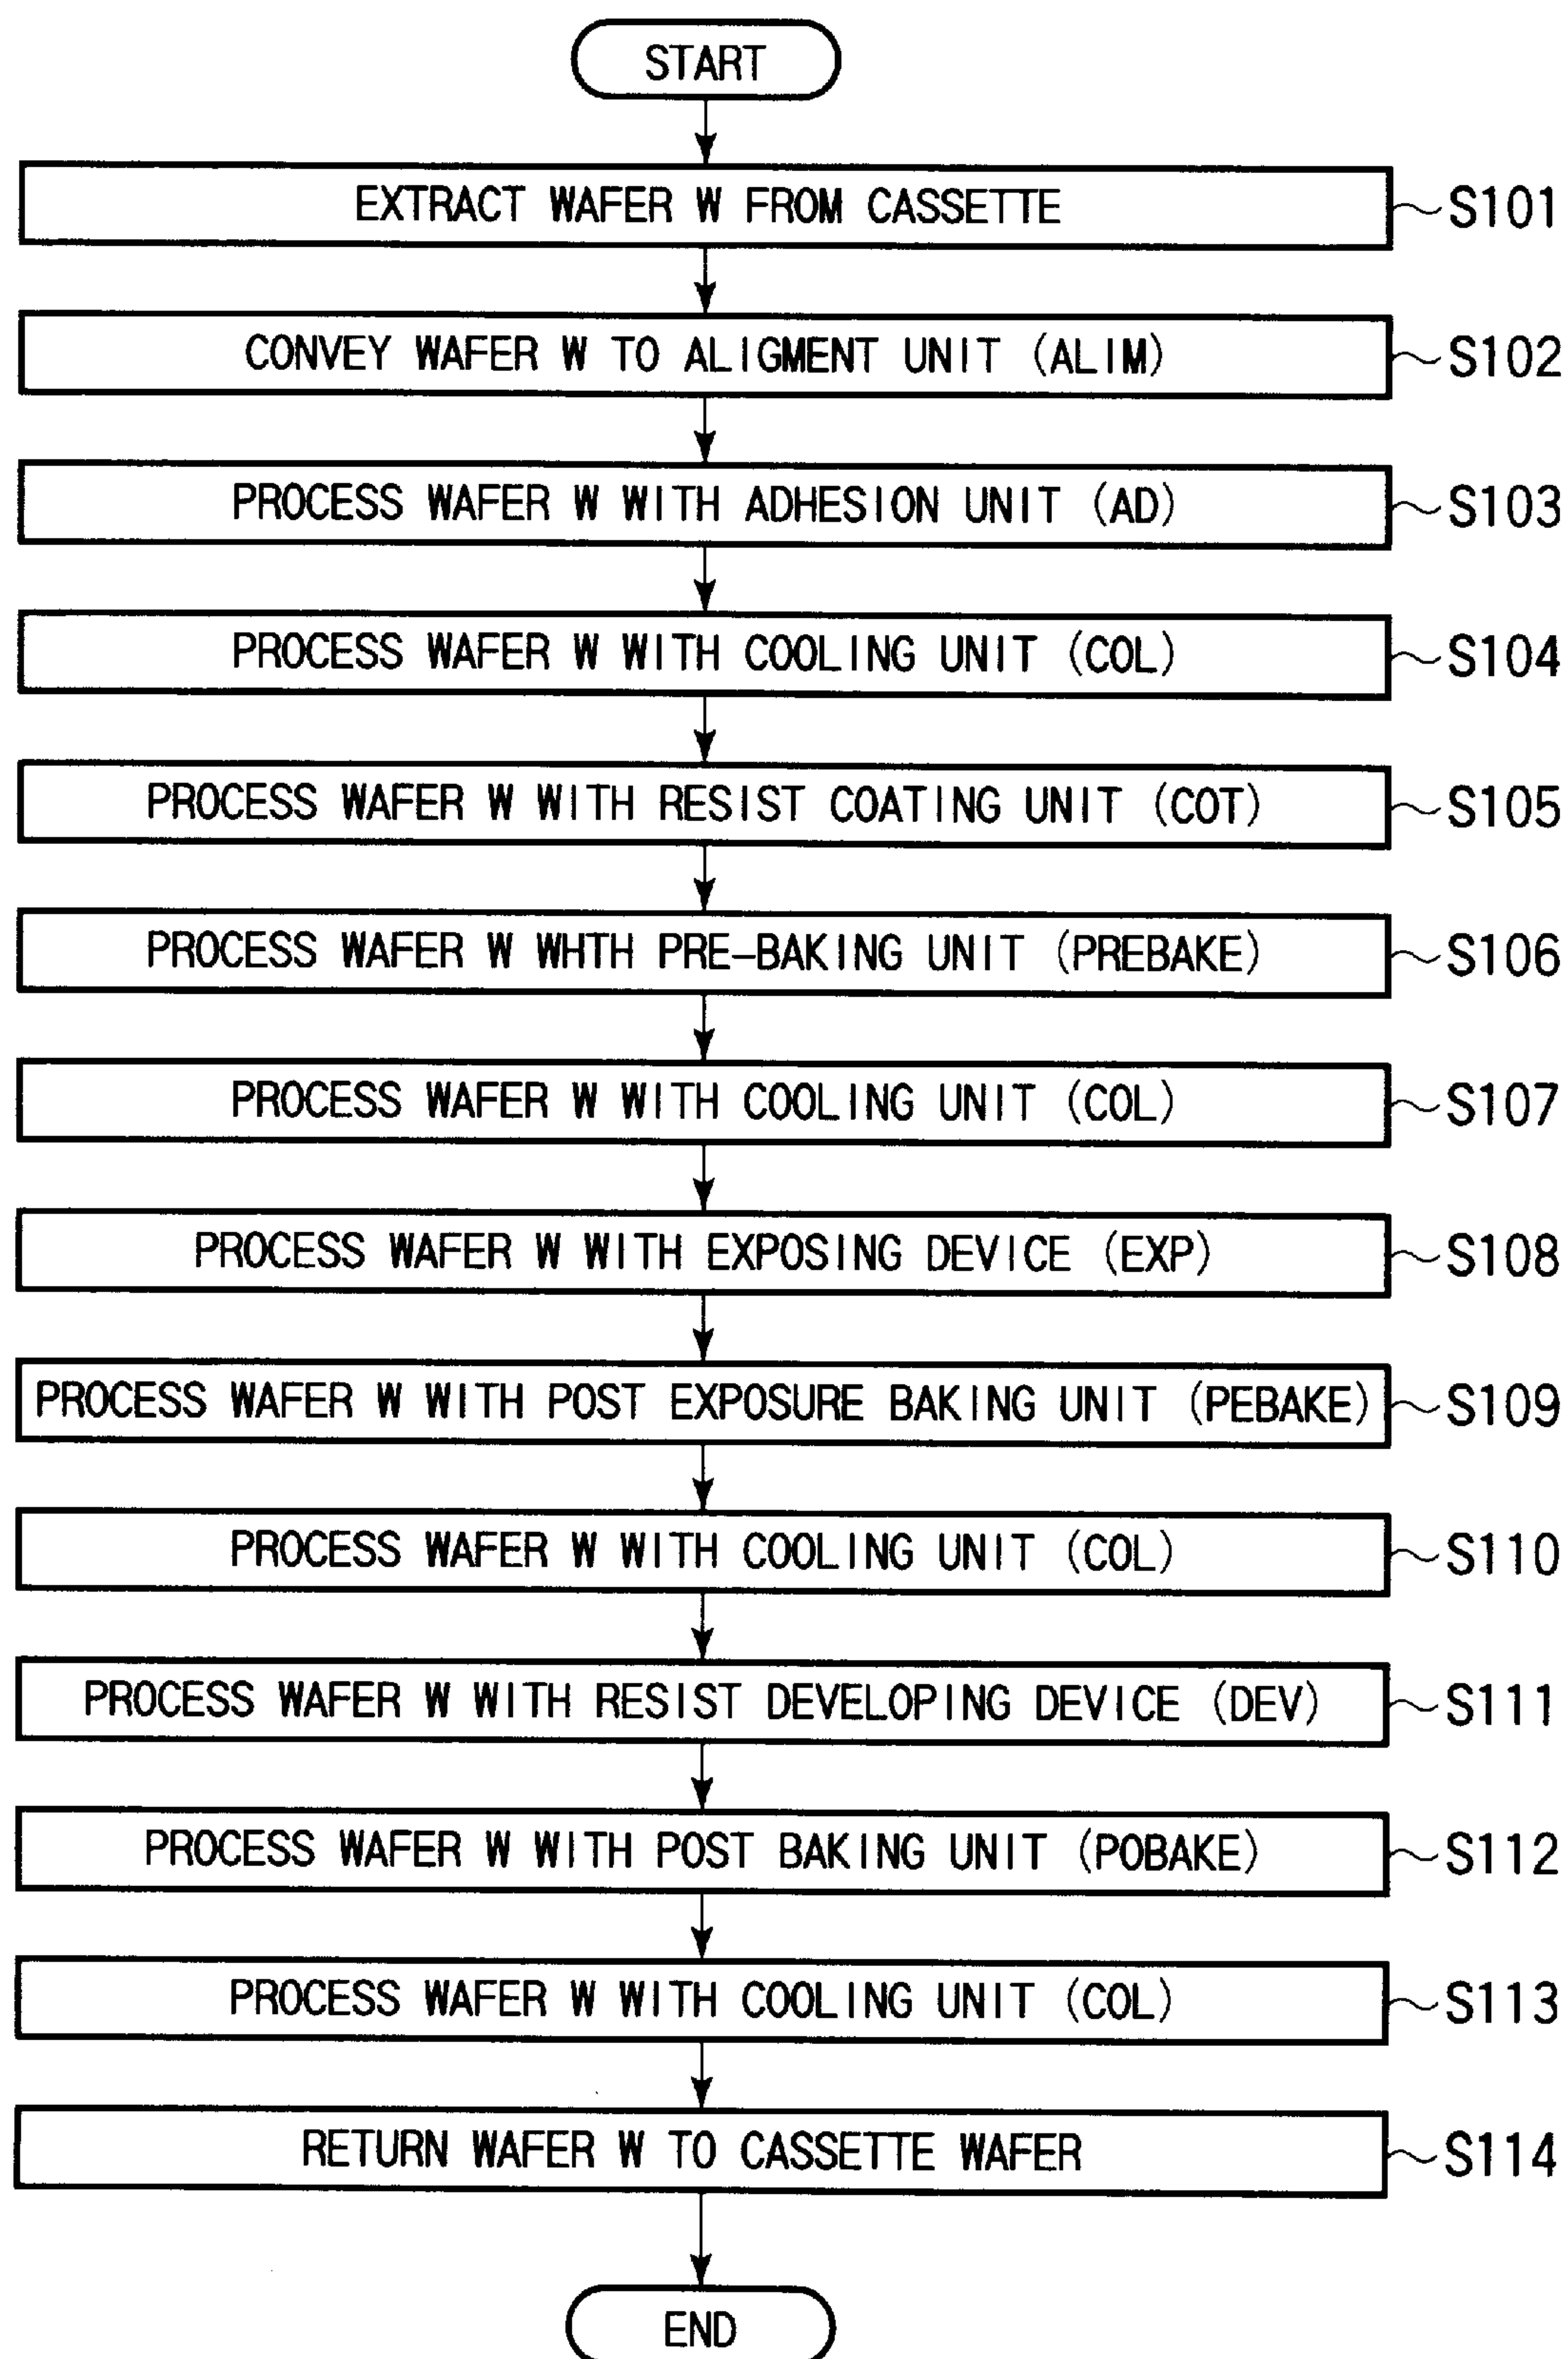 START
EXTRACT WAFER W FROM CASSETTE S101
CONVEY WAFER W TO ALIGMENT UNIT (ALIM) S102
PROCESS WAFER W WITH ADHESION UNIT (AD) S103
PROCESS WAFER W WITH COOLING UNIT (COL) S104
PROCESS WAFER W WITH RESIST COATING UNIT (COT) S105
PROCESS WAFER W WHTH PRE-BAKING UNIT (PREBAKE) S106
PROCESS WAFER W WITH COOLING UNIT (COL) S107
PROCESS WAFER W WITH EXPOSING DEVICE (EXP) S108
PROCESS WAFER W WITH POST EXPOSURE BAKING UNIT (PEBAKE) S109
PROCESS WAFER W WITH COOLING UNIT (COL) S110
PROCESS WAFER W WITH RESIST DEVELOPING DEVICE (DEV) S111
PROCESS WAFER W WITH POST BAKING UNIT (POBAKE) S112
PROCESS WAFER W WITH COOLING UNIT (COL) S113
RETURN WAFER W TO CASSETTE WAFER S114
END